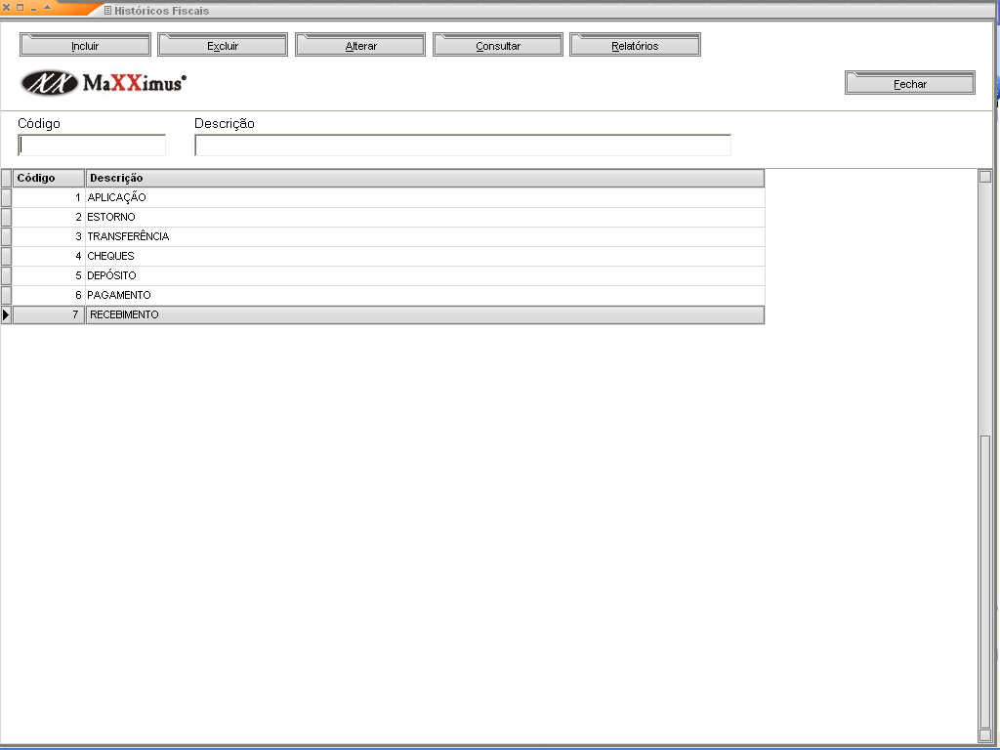 Históricos Fiscais
Incluir Excluir Alterar Consultar Relatórios
XX MaXXimus
Fechar
Código Descrição
Código Descrição
1 APLICAÇÃO
2 ESTORNO
3 TRANSFERÊNCIA
4 CHEQUES
5 DEPÓSITO
6 PAGAMENTO
7 RECEBIMENTO